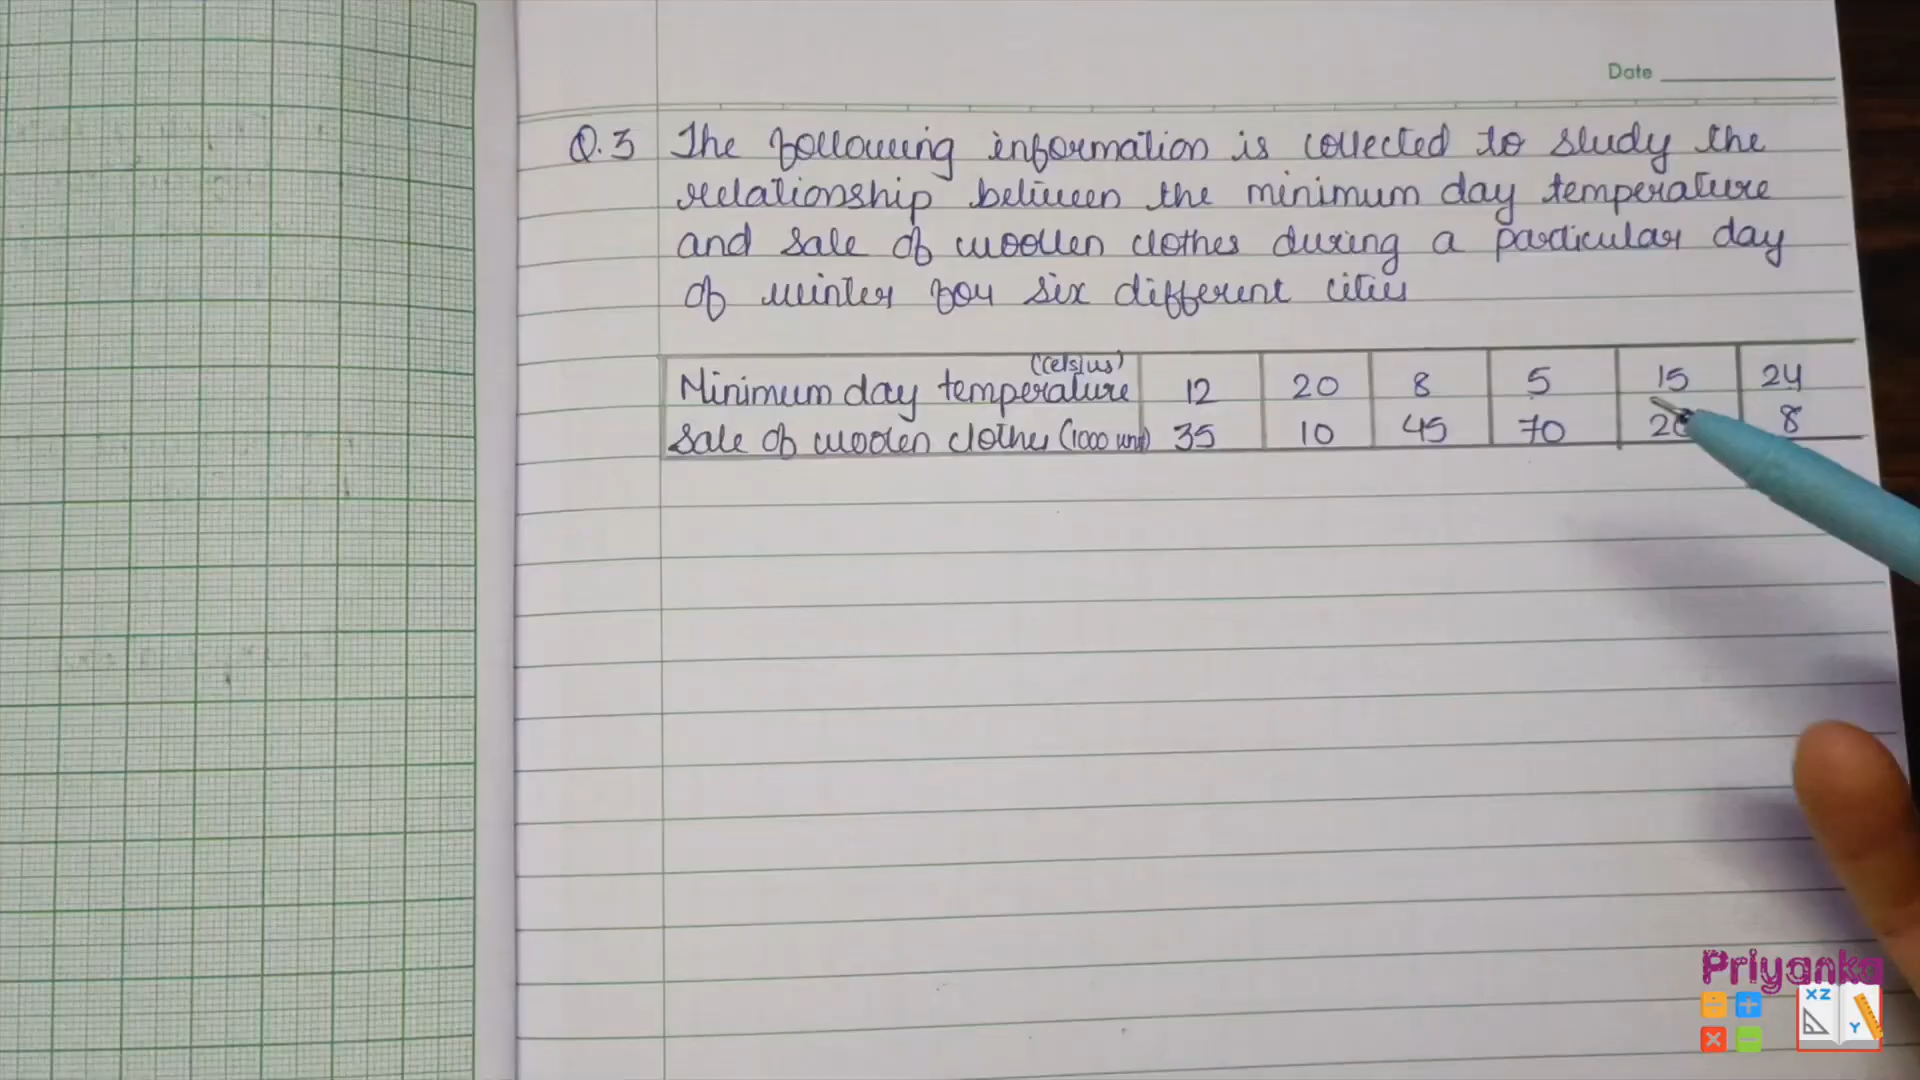 Date
Q.3 The following information is collected to study the
relationship between the minimum day temperature
and sale of woollen clothes during a particular day
of winter for six different cities
(Celsius)
Minimum day temperature 12 20 8 5 15 24
Sale of woolen clothes (1000 unit) 35 10 45 70 8
Priyanka
XZ
Y